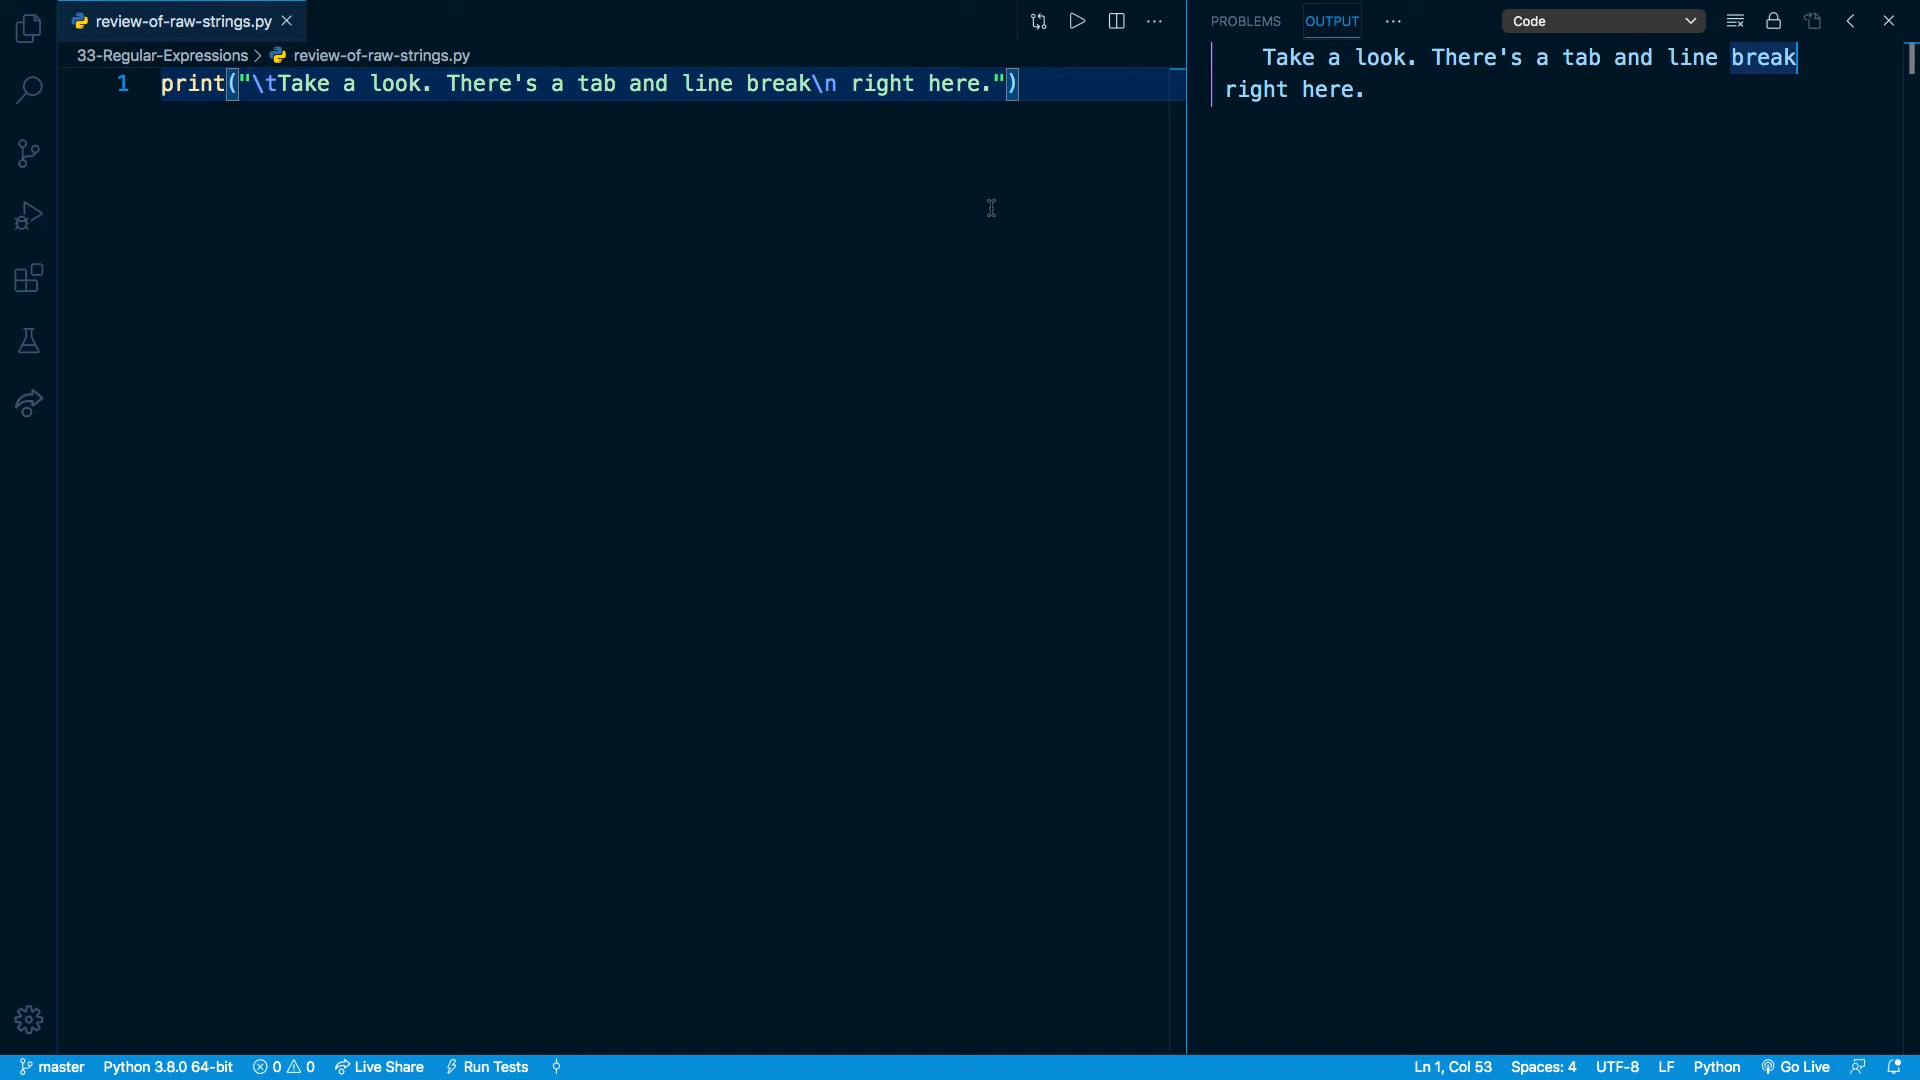 review-of-raw-strings.py
PROBLEMS OUTPUT Code
33-Regular-Expressions > review-of-raw-strings.py
1 print("\tTake a look. There's a tab and line break\n right here.")
Take a look. There's a tab and line break
right here.
master Python 3.8.0 64-bit 0 0 Live Share Run Tests Ln 1, Col 53 Spaces: 4 UTF-8 LF Python Go Live